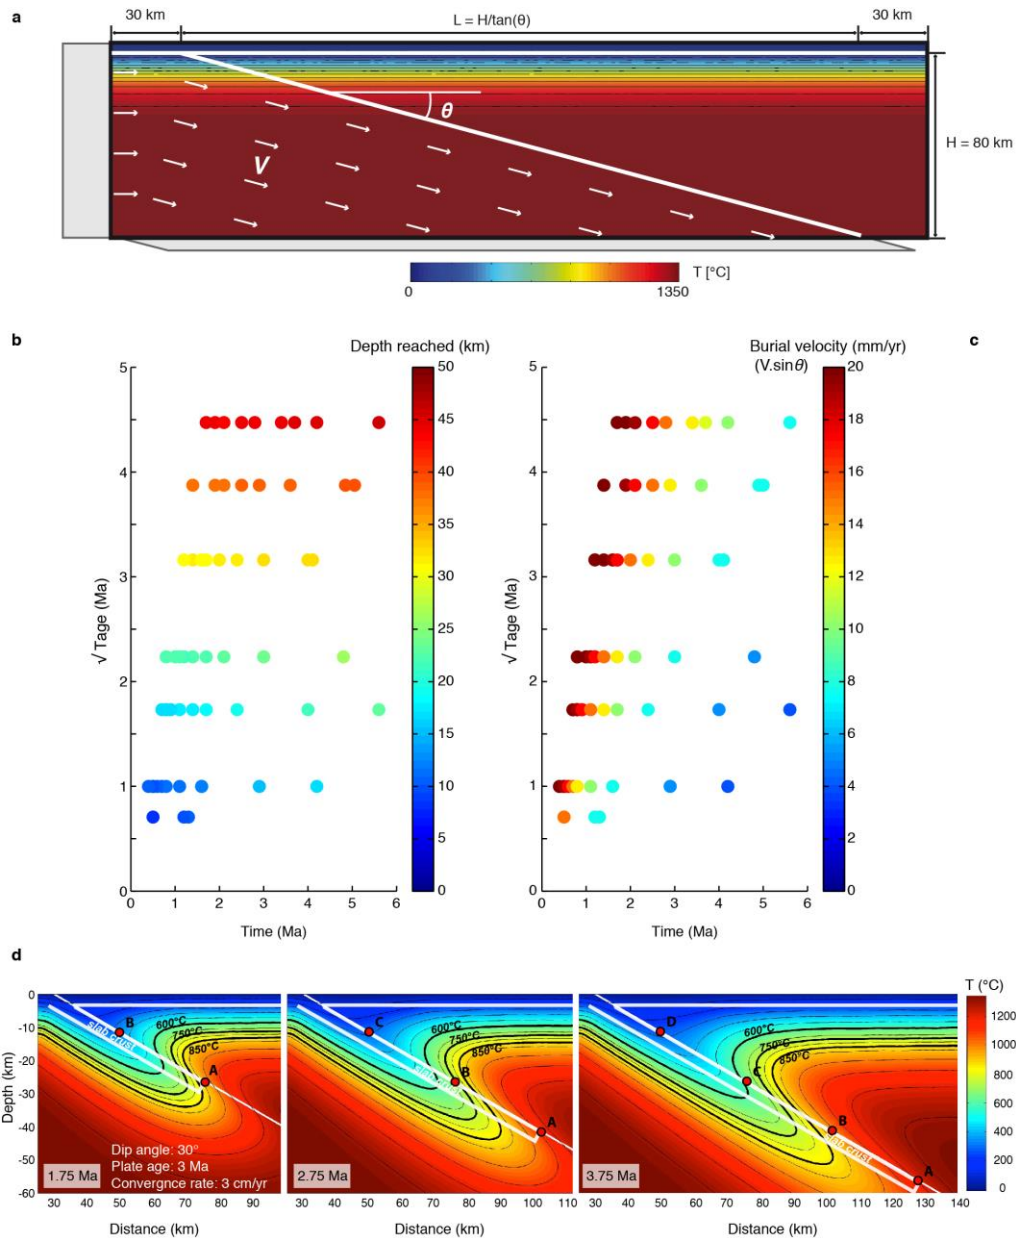 a
30 km
L = H/tan(θ)
30 km
θ
V
H = 80 km
T [°C]
0
1350
b
c
Depth reached (km)
Burial velocity (mm/yr)
(V.sinθ)
5
4
3
2
1
0
√Tage (Ma)
0 1 2 3 4 5 6
Time (Ma)
50
45
40
35
30
25
20
15
10
5
0
5
4
3
2
1
0
√Tage (Ma)
0 1 2 3 4 5 6
Time (Ma)
20
18
16
14
12
10
8
6
4
2
0
d
0
-10
-20
-30
-40
-50
-60
Depth (km)
B
slab crust
600°C
750°C
850°C
A
Dip angle: 30°
Plate age: 3 Ma
Convergnce rate: 3 cm/yr
1.75 Ma
30 40 50 60 70 80 90
Distance (km)
C
600°C
750°C
850°C
B
slab crust
A
2.75 Ma
30 40 50 60 70 80 90 100 110
Distance (km)
D
600°C
750°C
850°C
C
B
slab crust
A
3.75 Ma
30 40 50 60 70 80 90 100 120 140
Distance (km)
T (°C)
1200
1000
800
600
400
200
0